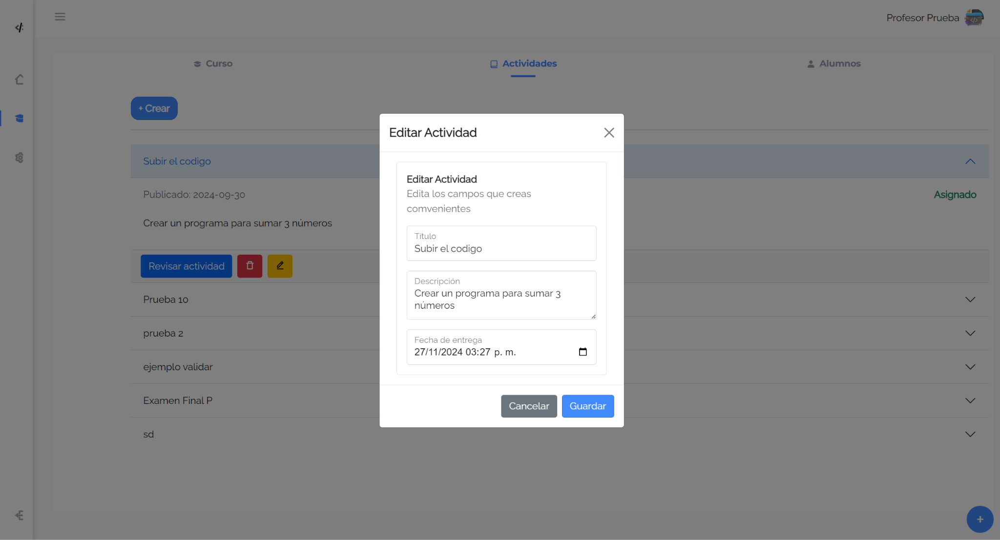 Profesor Prueba
Curso
Actividades
Alumnos
+ Crear
Subir el codigo
Publicado: 2024-09-30
Asignado
Crear un programa para sumar 3 números
Revisar actividad
Prueba 10
prueba 2
ejemplo validar
Examen Final P
sd
Editar Actividad
Editar Actividad
Edita los campos que creas
comvenientes
Título
Subir el codigo
Descripción
Crear un programa para sumar 3
números
Fecha de entrega
27/11/2024 03:27 p. m.
Cancelar
Guardar
+